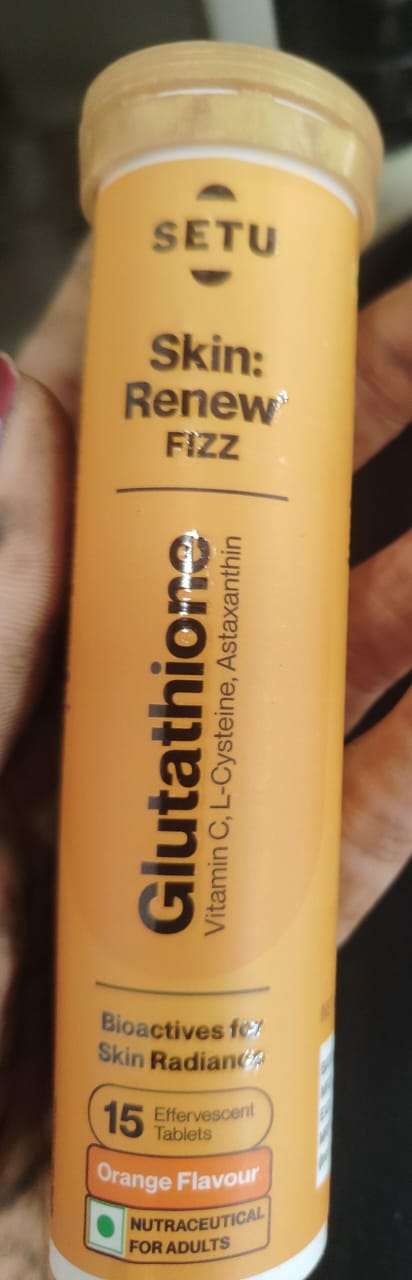 SETU
Skin:
Renew
FIZZ
Glutathione
Vitamin C, L-Cysteine, Astaxanthin
Bioactives for
Skin Radiance
15 Effervescent
Tablets
Orange Flavour
NUTRACEUTICAL
FOR ADULTS